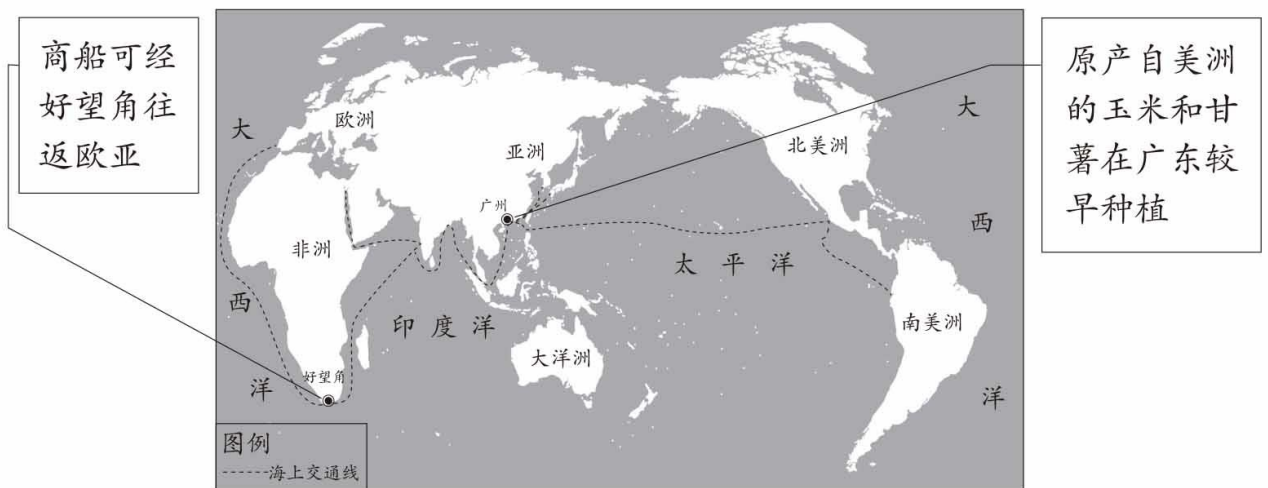 商船可经
好望角往
返欧亚
原产自美洲
的玉米和甘
薯在广东较
早种植
大
西
洋
欧洲
亚洲
广州
非洲
好望角
印度洋
大洋洲
太平洋
北美洲
南美洲
大
西
洋
图例
海上交通线